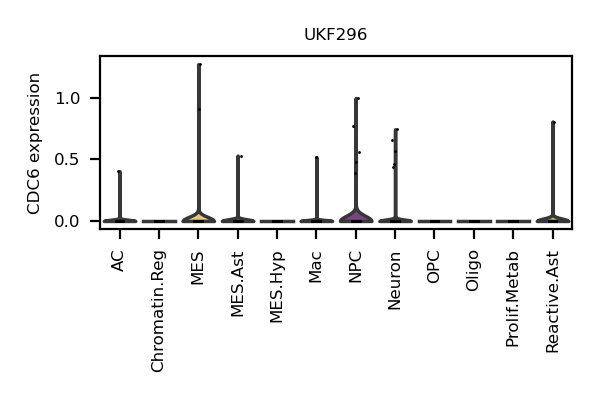 UKF296
CDC6 expression
1.0
0.5
0.0
AC
Chromatin.Reg
MES
MES.Ast
MES.Hyp
Mac
NPC
Neuron
OPC
Oligo
Prolif.Metab
Reactive.Ast